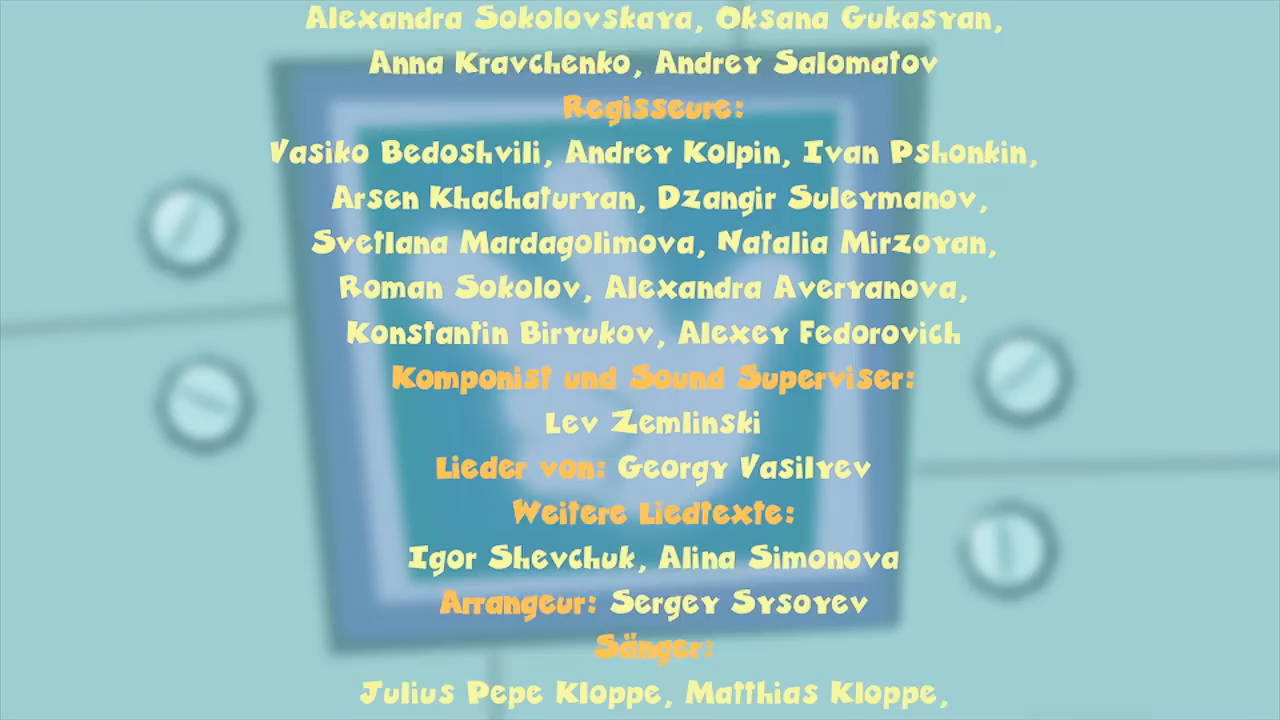 Alexandra Sokolovskaya, Oksana Gukasyan,
Anna Kravchenko, Andrey Salomatov
Regisseure:
Vasiko Bedoshvili, Andrey Kolpin, Ivan Pshonkin,
Arsen Khachaturyan, Dzangir Suleymanov,
Svetlana Mardagolimova, Natalia Mirzoyan,
Roman Sokolov, Alexandra Averyanova,
Konstantin Biryukov, Alexey Fedorovich
Komponist und Sound Superviser:
Lev Zemlinski
Lieder von: Georgy Vasilyev
Weitere Liedtexte:
Igor Shevchuk, Alina Simonova
Arrangeur: Sergey Sysoyev
Sänger:
Julius Pepe Kloppe, Matthias Kloppe,